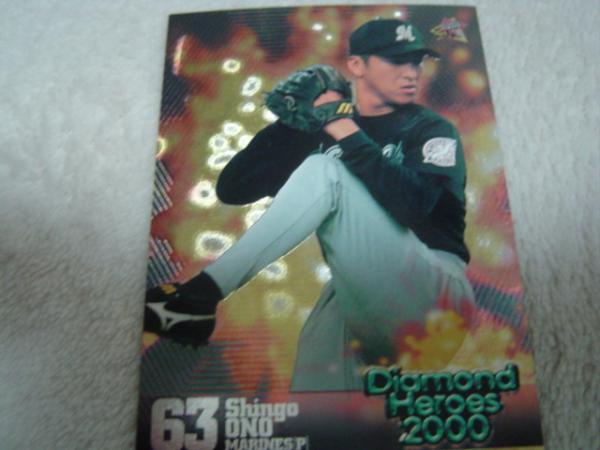 M
63
Shingo
ONO
MARINES P
Diamond
Heroes
2000